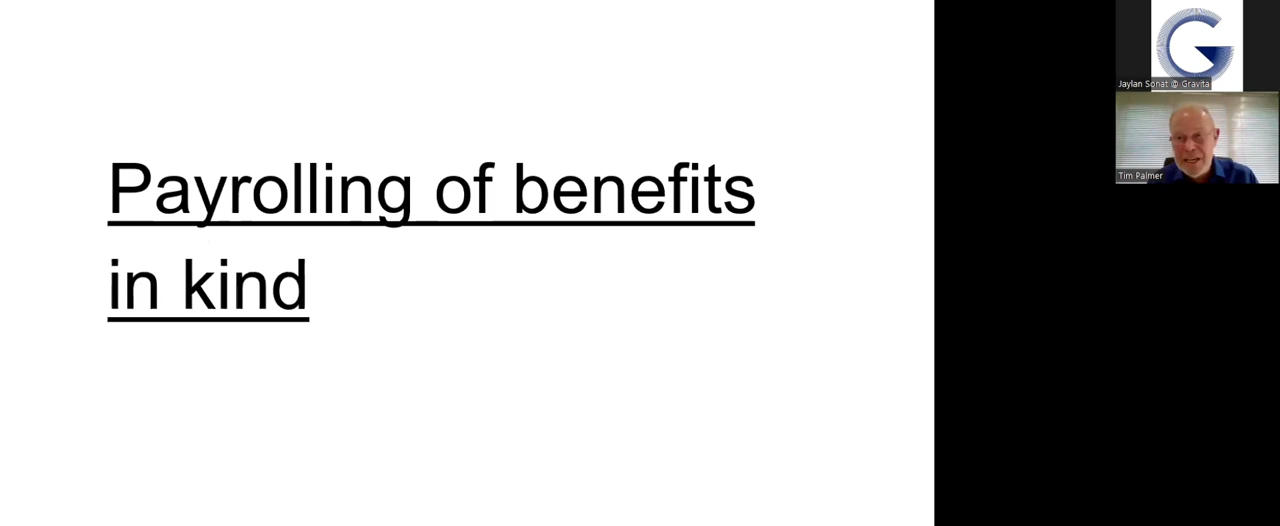 Payrolling of benefits
in kind
Jaylan Sonat @ Gravita
Tim Palmer